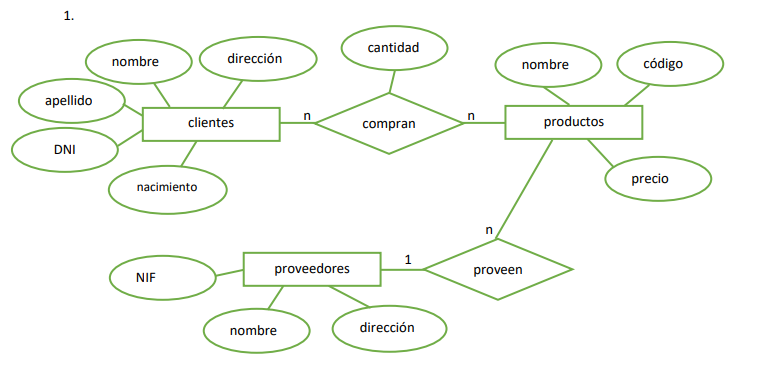 1.
nombre
dirección
cantidad
nombre
código
apellido
clientes
n
compran
n
productos
DNI
nacimiento
precio
n
NIF
proveedores
1
proveen
nombre
dirección